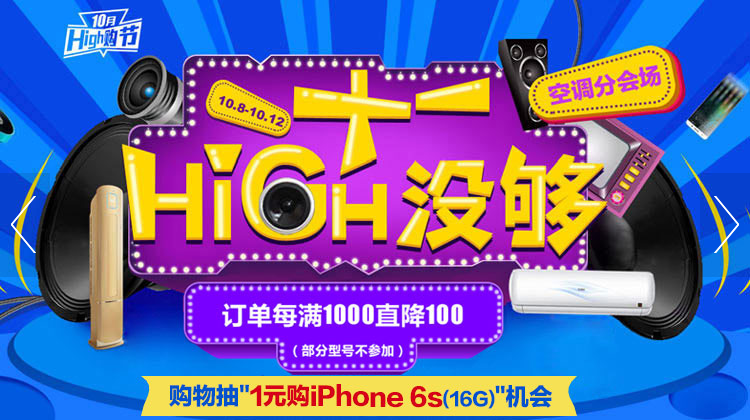 10月
High购节
10.8-10.12
十一
空调分会场
HIGH没够
订单每满1000直降100
(部分型号不参加)
购物抽"1元购iPhone 6s(16G)"机会